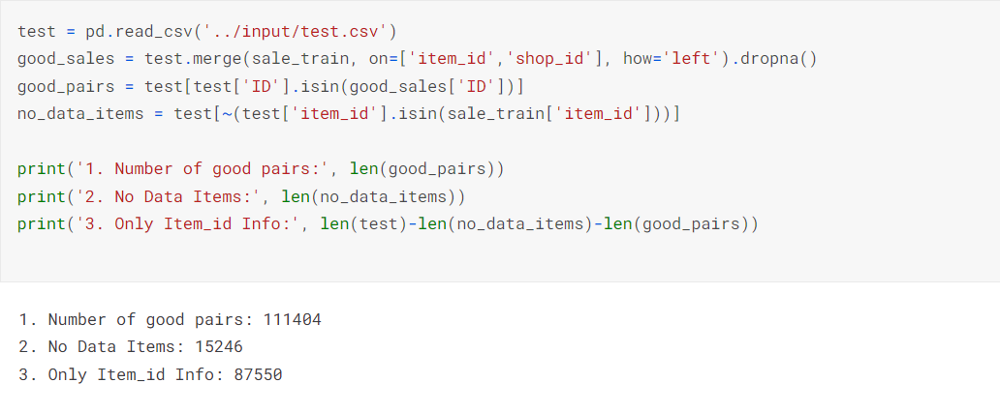 test = pd.read_csv('../input/test.csv')
good_sales = test.merge(sale_train, on=['item_id','shop_id'], how='left').dropna()
good_pairs = test[test['ID'].isin(good_sales['ID'])]
no_data_items = test[~(test['item_id'].isin(sale_train['item_id']))]
print('1. Number of good pairs:', len(good_pairs))
print('2. No Data Items:', len(no_data_items))
print('3. Only Item_id Info:', len(test)-len(no_data_items)-len(good_pairs))
1. Number of good pairs: 111404
2. No Data Items: 15246
3. Only Item_id Info: 87550